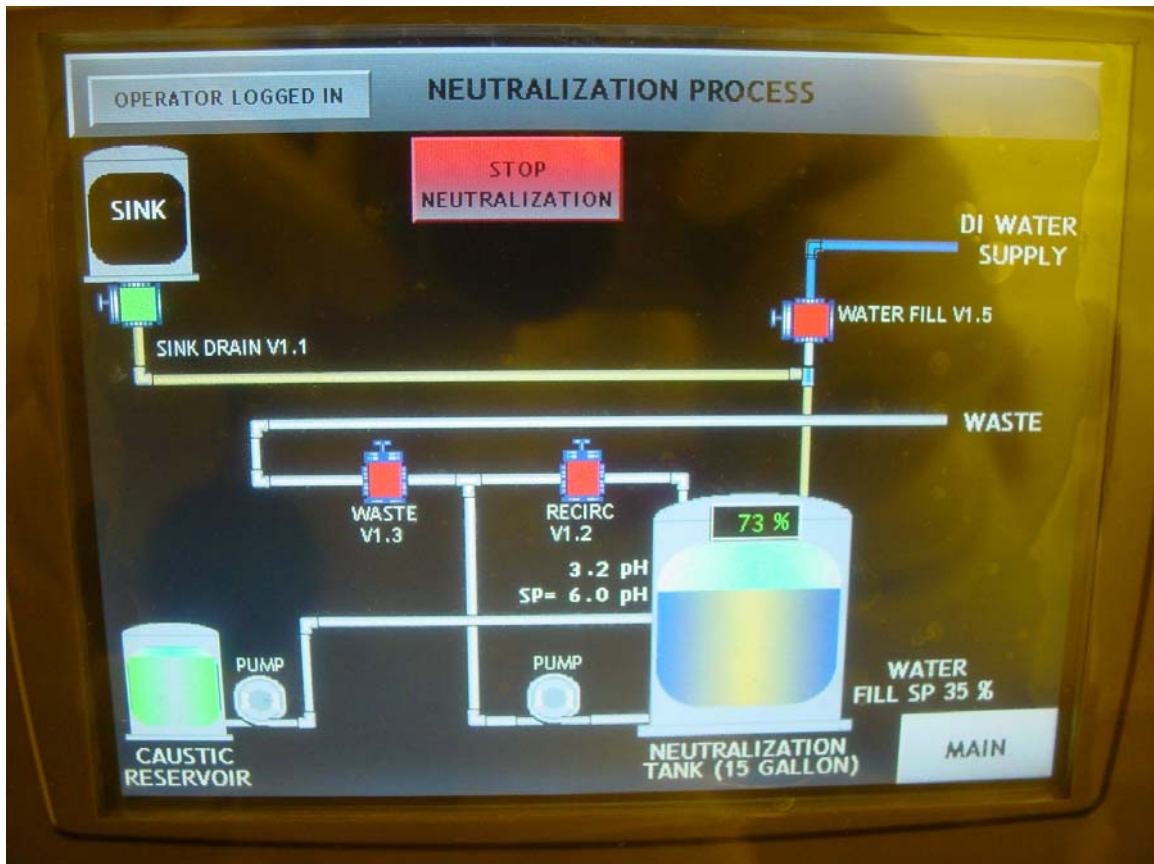 OPERATOR LOGGED IN
NEUTRALIZATION PROCESS
STOP
NEUTRALIZATION
SINK
DI WATER
SUPPLY
WATER FILL V1.5
SINK DRAIN V1.1
WASTE
WASTE
V1.3
RECIRC
V1.2
73 %
3.2 pH
SP= 6.0 pH
PUMP
PUMP
WATER
FILL SP 35 %
CAUSTIC
RESERVOIR
NEUTRALIZATION
TANK (15 GALLON)
MAIN